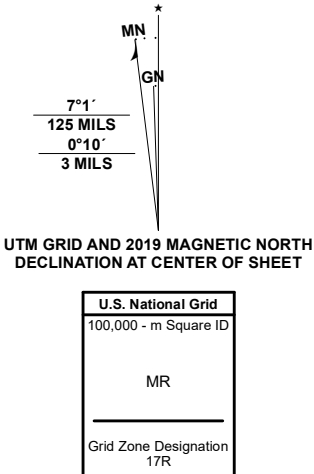 ★
MN
GN
7°1´
125 MILS
0°10´
3 MILS
UTM GRID AND 2019 MAGNETIC NORTH
DECLINATION AT CENTER OF SHEET
U.S. National Grid
100,000 - m Square ID
MR
Grid Zone Designation
17R